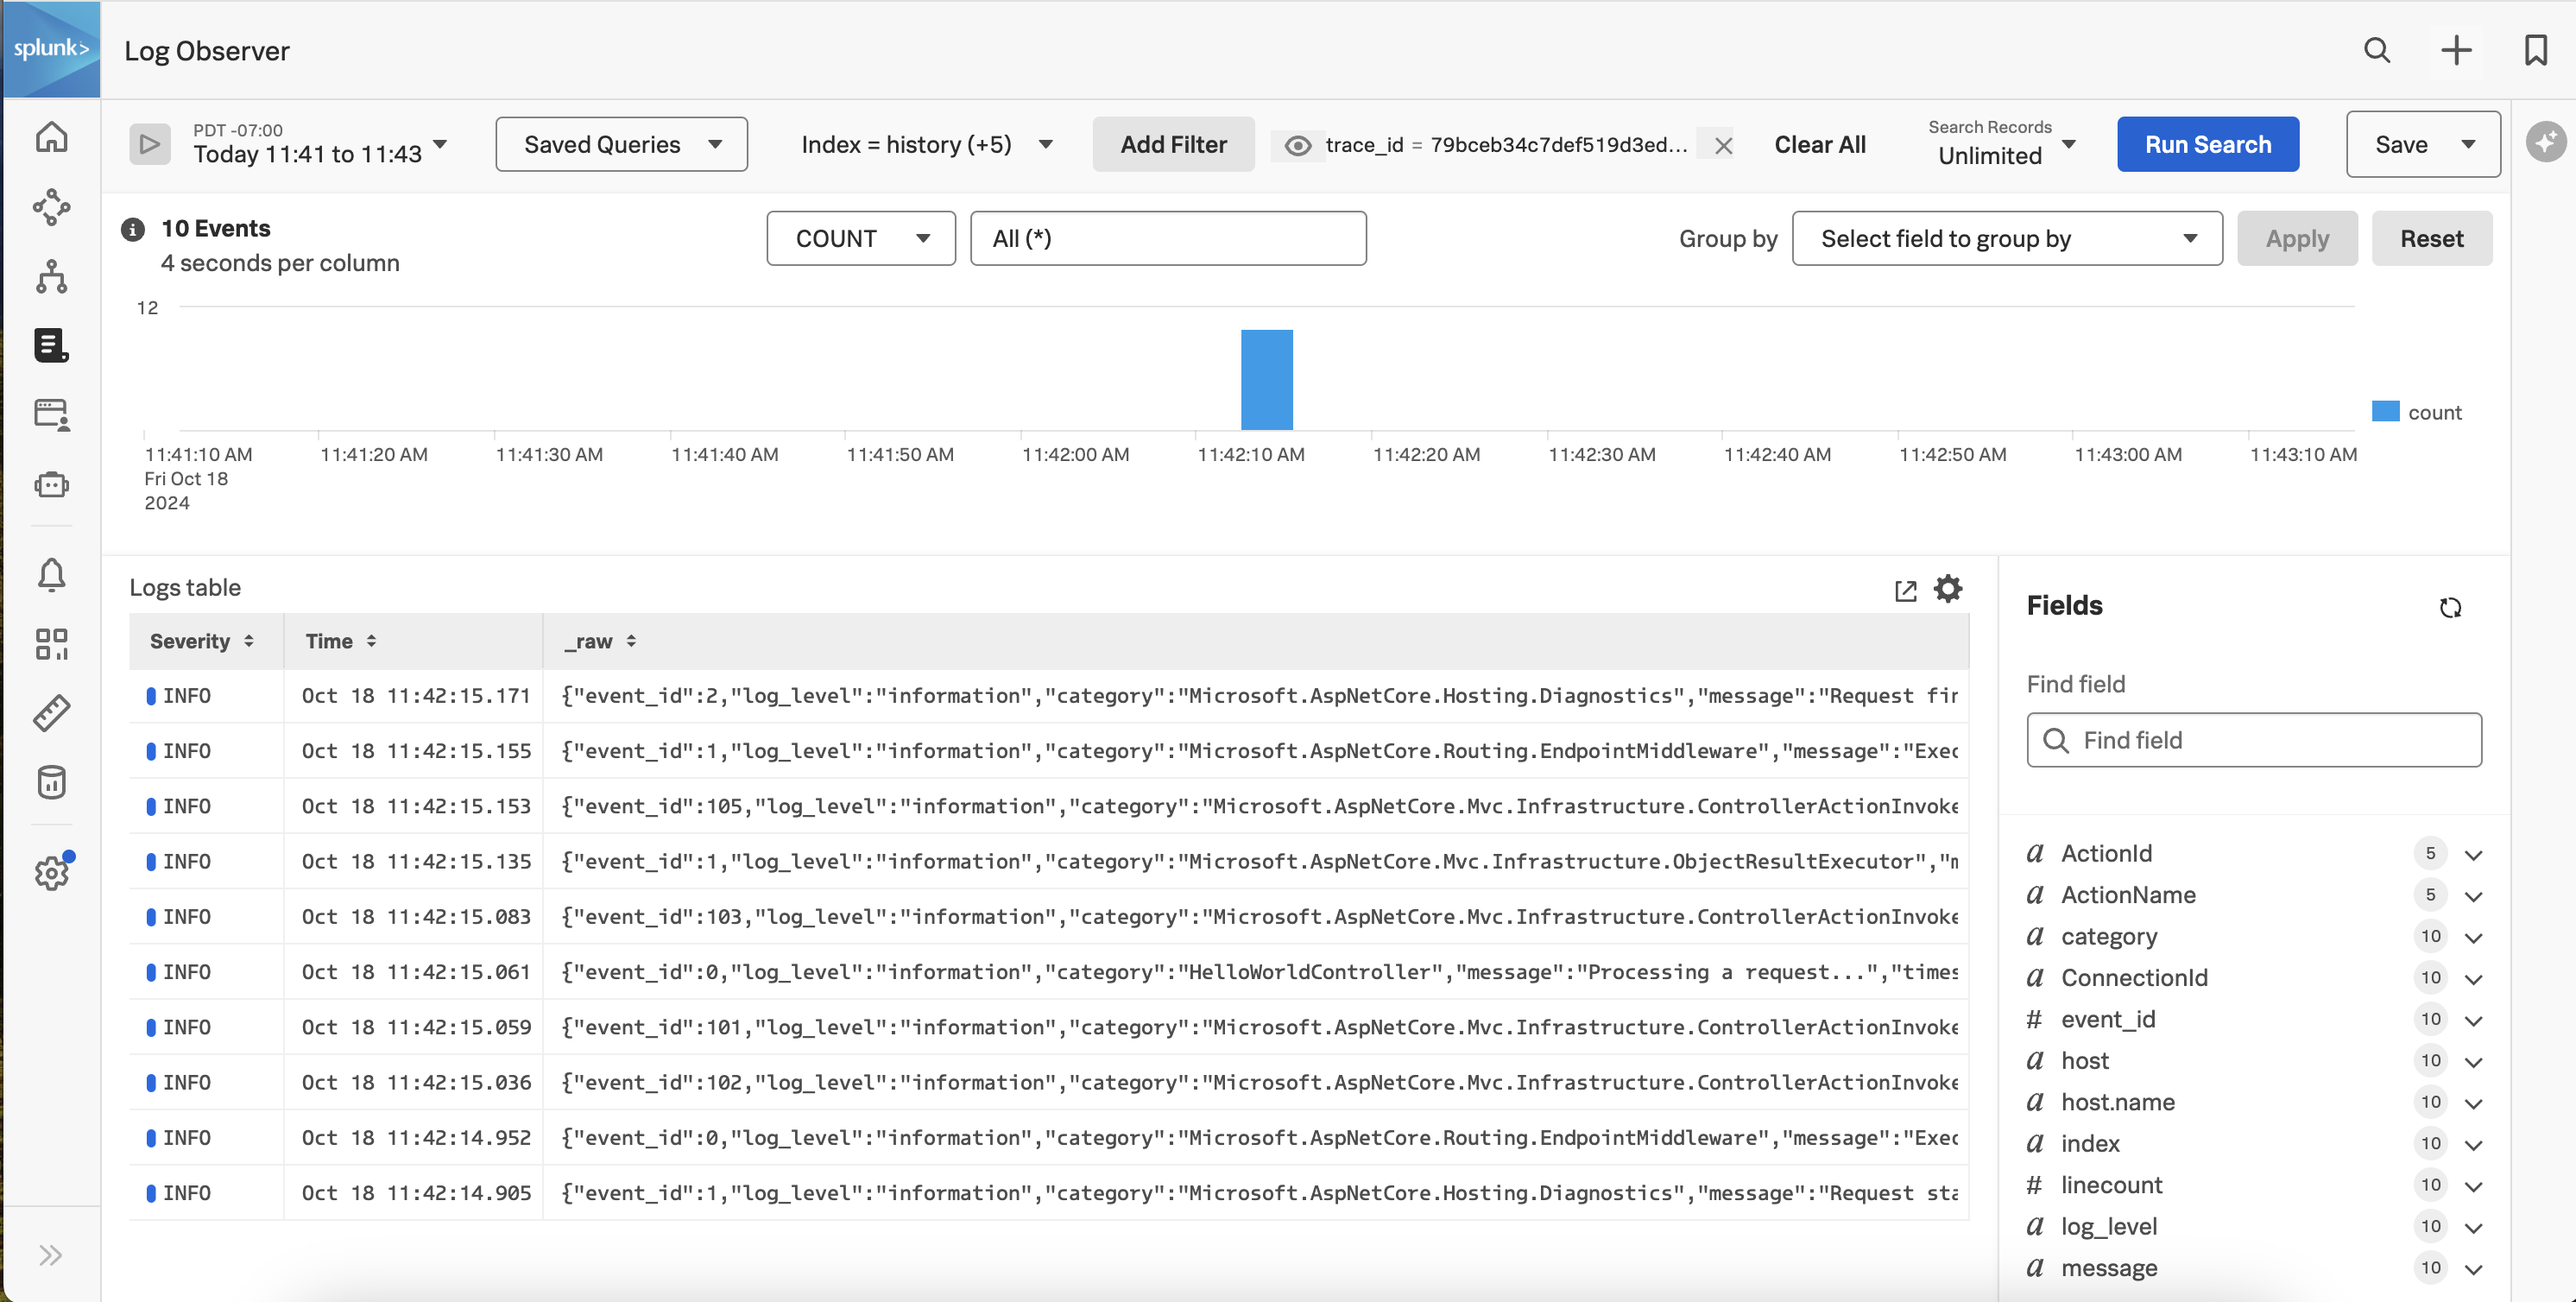 splunk>
Log Observer
PDT -07:00
Today 11:41 to 11:43
Saved Queries
Index = history (+5)
Add Filter
trace_id = 79bceb34c7def519d3ed...
Clear All
Search Records
Unlimited
Run Search
Save
10 Events
4 seconds per column
COUNT
All (*)
Group by
Select field to group by
Apply
Reset
12
count
11:41:10 AM
Fri Oct 18
2024
11:41:20 AM
11:41:30 AM
11:41:40 AM
11:41:50 AM
11:42:00 AM
11:42:10 AM
11:42:20 AM
11:42:30 AM
11:42:40 AM
11:42:50 AM
11:43:00 AM
11:43:10 AM
Logs table
Severity Time _raw
INFO Oct 18 11:42:15.171 {"event_id":2,"log_level":"information","category":"Microsoft.AspNetCore.Hosting.Diagnostics","message":"Request fin
INFO Oct 18 11:42:15.155 {"event_id":1,"log_level":"information","category":"Microsoft.AspNetCore.Routing.EndpointMiddleware","message":"Exec
INFO Oct 18 11:42:15.153 {"event_id":105,"log_level":"information","category":"Microsoft.AspNetCore.Mvc.Infrastructure.ControllerActionInvoke
INFO Oct 18 11:42:15.135 {"event_id":1,"log_level":"information","category":"Microsoft.AspNetCore.Mvc.Infrastructure.ObjectResultExecutor","m
INFO Oct 18 11:42:15.083 {"event_id":103,"log_level":"information","category":"Microsoft.AspNetCore.Mvc.Infrastructure.ControllerActionInvoke
INFO Oct 18 11:42:15.061 {"event_id":0,"log_level":"information","category":"HelloWorldController","message":"Processing a request...","times
INFO Oct 18 11:42:15.059 {"event_id":101,"log_level":"information","category":"Microsoft.AspNetCore.Mvc.Infrastructure.ControllerActionInvoke
INFO Oct 18 11:42:15.036 {"event_id":102,"log_level":"information","category":"Microsoft.AspNetCore.Mvc.Infrastructure.ControllerActionInvoke
INFO Oct 18 11:42:14.952 {"event_id":0,"log_level":"information","category":"Microsoft.AspNetCore.Routing.EndpointMiddleware","message":"Exec
INFO Oct 18 11:42:14.905 {"event_id":1,"log_level":"information","category":"Microsoft.AspNetCore.Hosting.Diagnostics","message":"Request sta
Fields
Find field
Find field
a ActionId 5
a ActionName 5
a category 10
a ConnectionId 10
# event_id 10
a host 10
a host.name 10
a index 10
# linecount 10
a log_level 10
a message 10